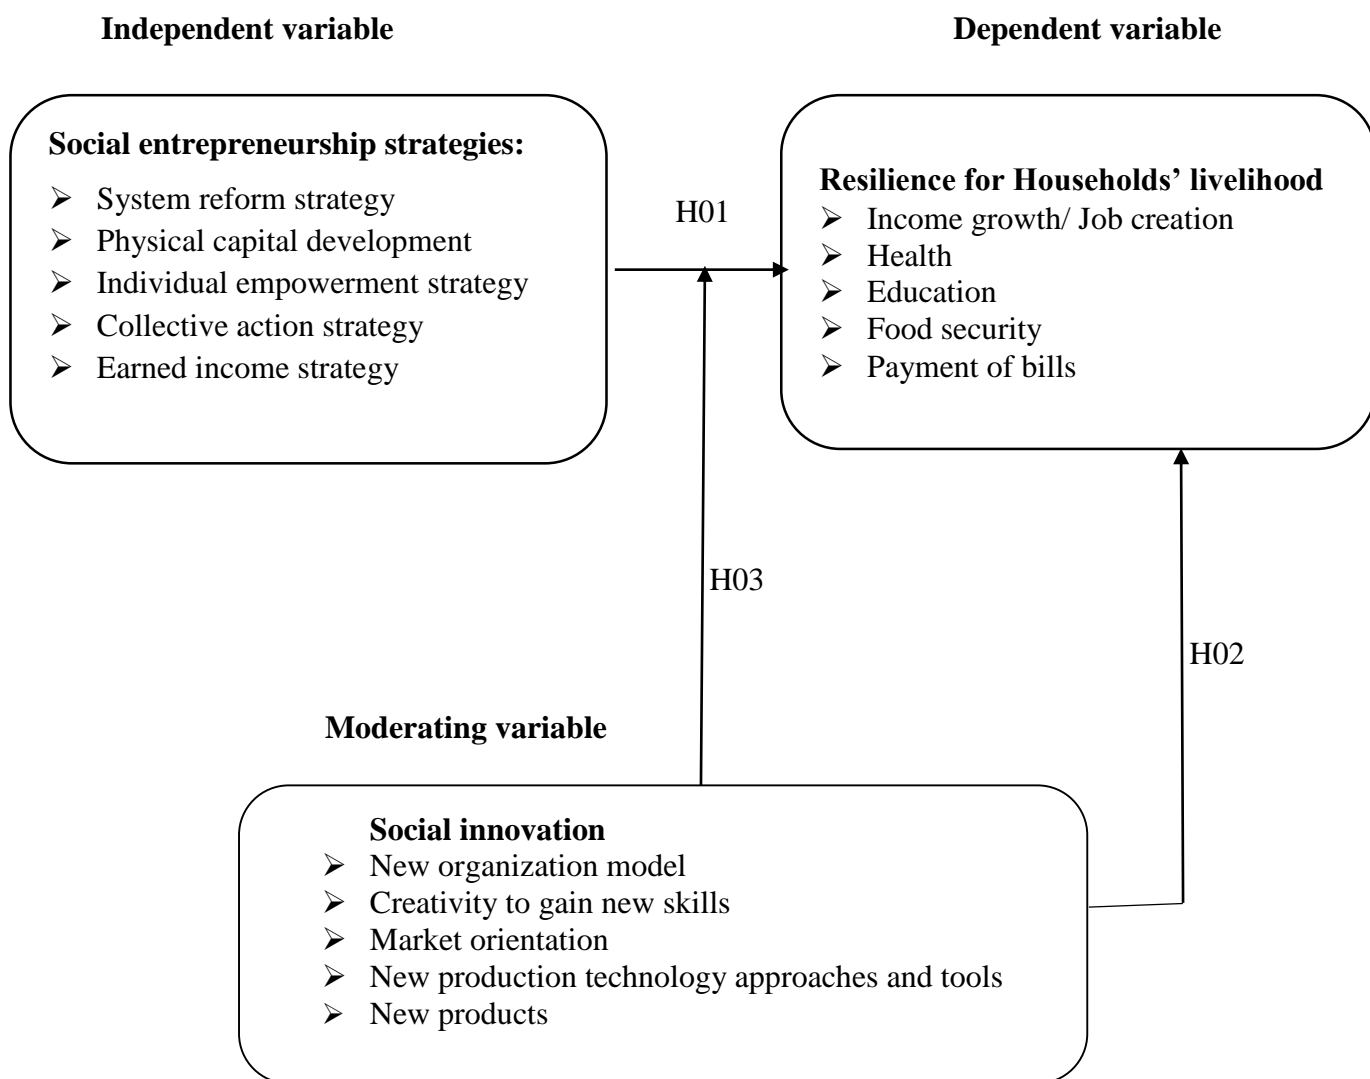 Independent variable
Dependent variable
Social entrepreneurship strategies:
➢ System reform strategy
➢ Physical capital development
➢ Individual empowerment strategy
➢ Collective action strategy
➢ Earned income strategy
H01
Resilience for Households’ livelihood
➢ Income growth/ Job creation
➢ Health
➢ Education
➢ Food security
➢ Payment of bills
H03
H02
Moderating variable
Social innovation
➢ New organization model
➢ Creativity to gain new skills
➢ Market orientation
➢ New production technology approaches and tools
➢ New products